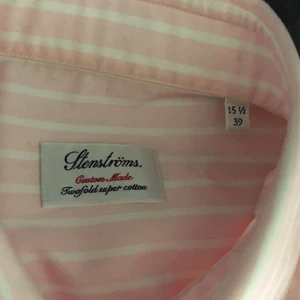 15 ½
39
Stenströms
Custom Made
Twofold super cotton